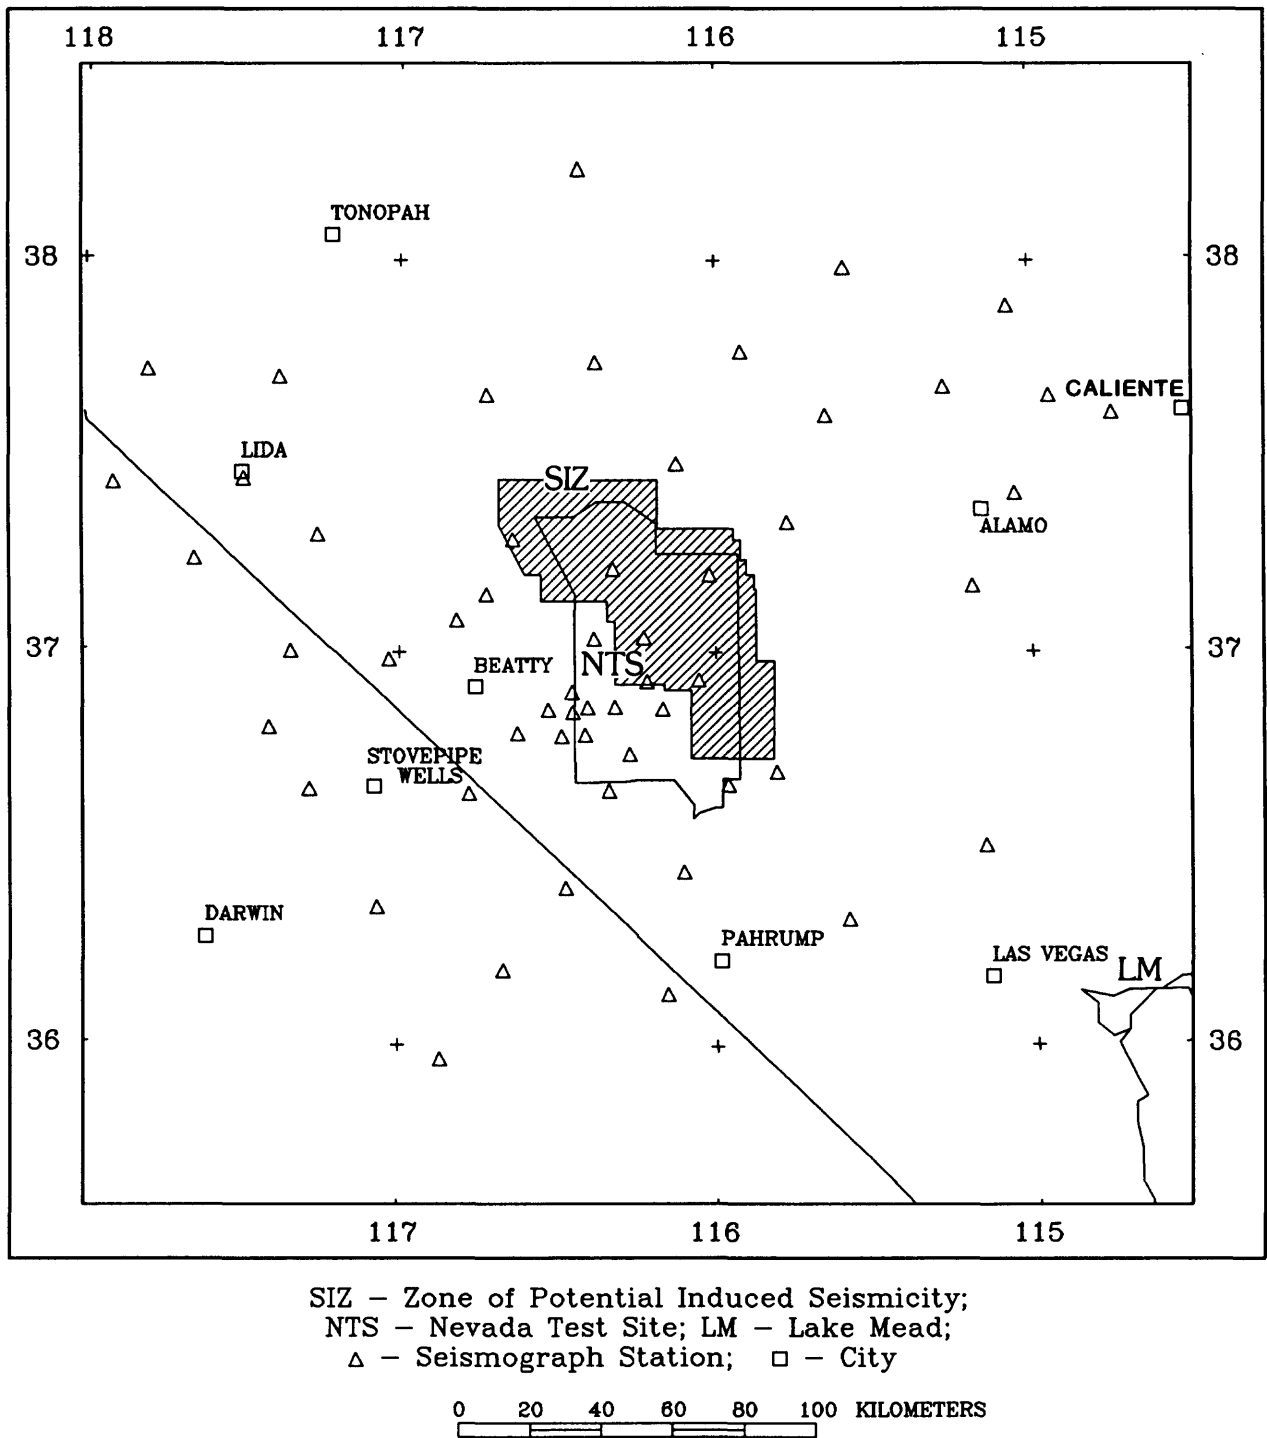 118 117 116 115
TONOPAH
38 38
CALIENTE
LIDA
SIZ
ALAMO
37 37
NTS
BEATTY
STOVEPIPE
WELLS
DARWIN
PAHRUMP
LAS VEGAS
LM
36 36
117 116 115
SIZ – Zone of Potential Induced Seismicity;
NTS – Nevada Test Site; LM – Lake Mead;
△ – Seismograph Station; □ – City
0 20 40 60 80 100 KILOMETERS